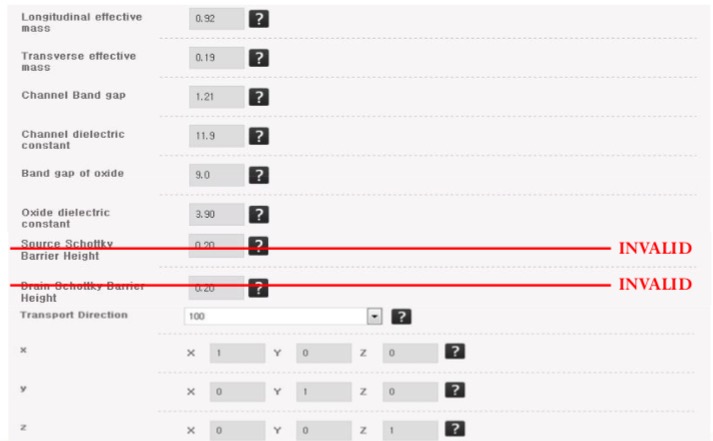 Longitudinal effective
mass
0.92 ?
Transverse effective
mass
0.19 ?
Channel Band gap
1.21 ?
Channel dielectric
constant
11.9 ?
Band gap of oxide
9.0 ?
Oxide dielectric
constant
3.90 ?
Source Schottky
Barrier Height
0.20 ?
INVALID
Drain Schottky Barrier
Height
0.20 ?
INVALID
Transport Direction
100 ?
x X 1 Y 0 Z 0 ?
y X 0 Y 1 Z 0 ?
z X 0 Y 0 Z 1 ?